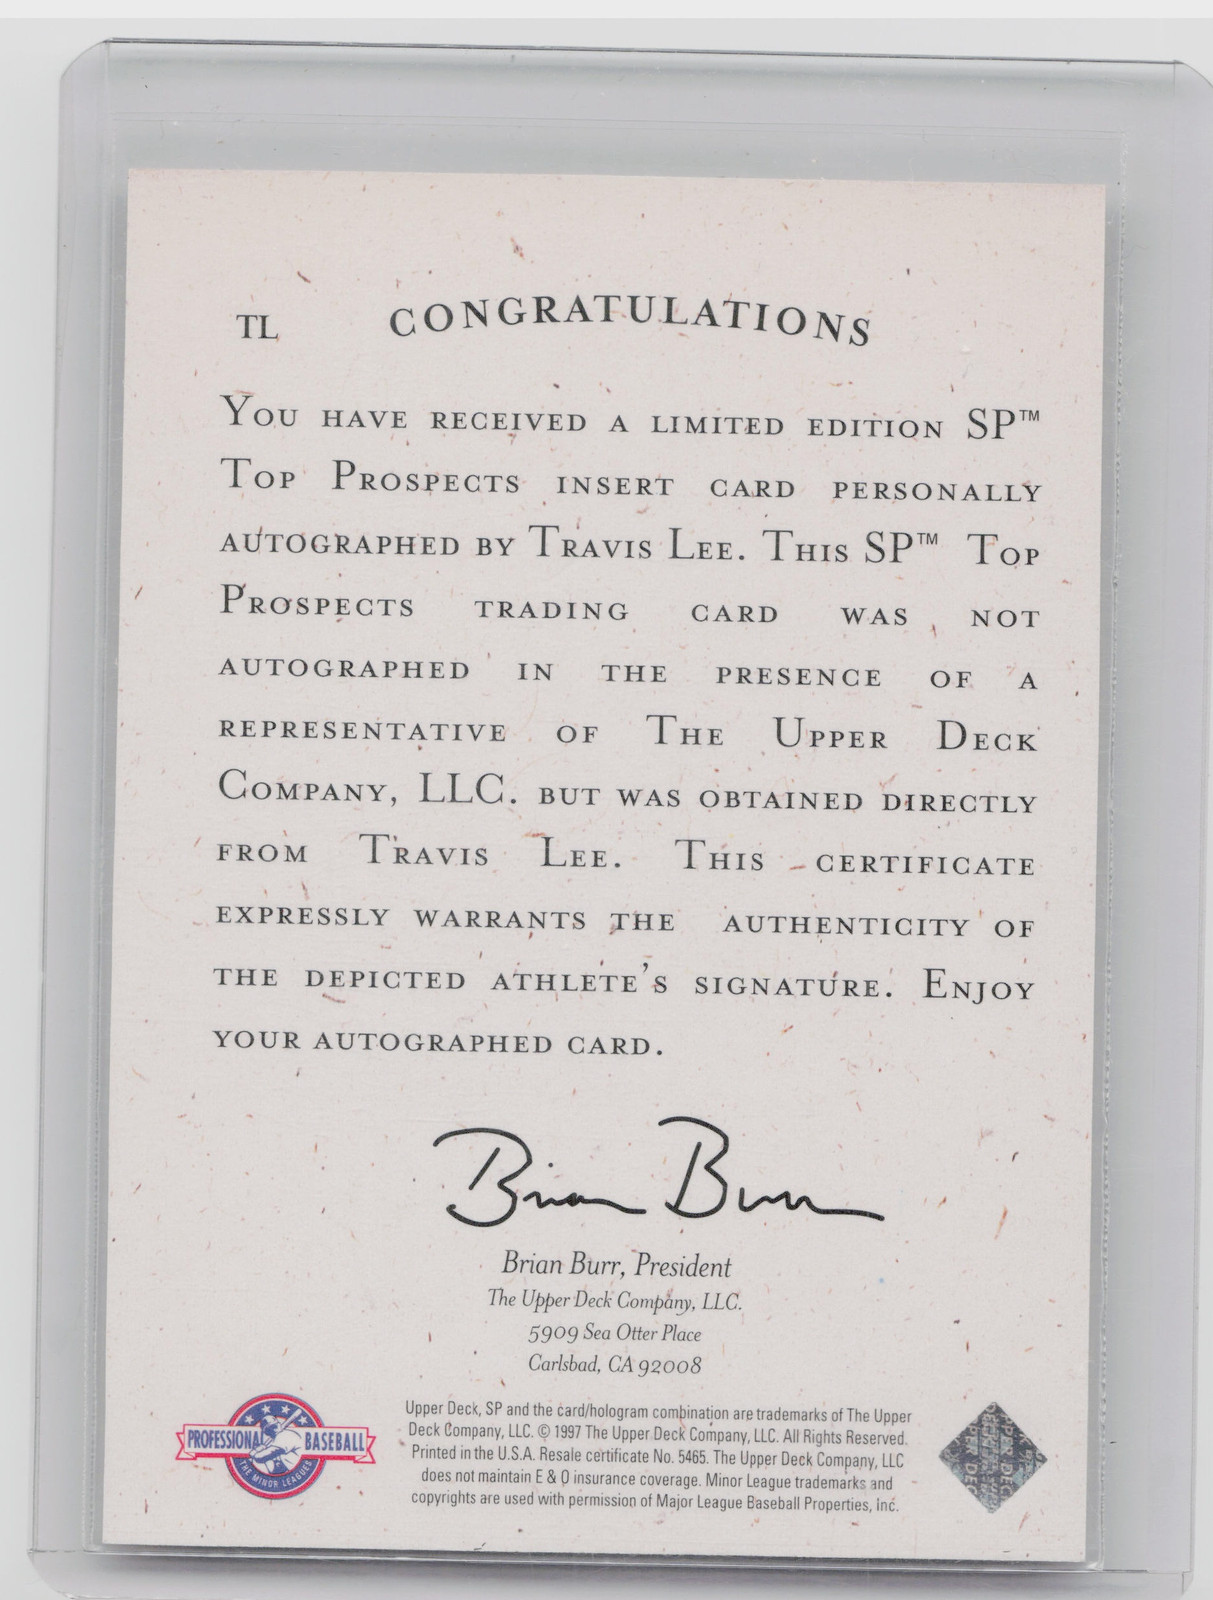 TL CONGRATULATIONS
YOU HAVE RECEIVED A LIMITED EDITION SP™
TOP PROSPECTS INSERT CARD PERSONALLY
AUTOGRAPHED BY TRAVIS LEE. THIS SP™ TOP
PROSPECTS TRADING CARD WAS NOT
AUTOGRAPHED IN THE PRESENCE OF A
REPRESENTATIVE OF THE UPPER DECK
COMPANY, LLC. BUT WAS OBTAINED DIRECTLY
FROM TRAVIS LEE. THIS CERTIFICATE
EXPRESSLY WARRANTS THE AUTHENTICITY OF
THE DEPICTED ATHLETE'S SIGNATURE. ENJOY
YOUR AUTOGRAPHED CARD.
Brian Burr
Brian Burr, President
The Upper Deck Company, LLC.
5909 Sea Otter Place
Carlsbad, CA 92008
PROFESSIONAL BASEBALL
THE MINOR LEAGUES
Upper Deck, SP and the card/hologram combination are trademarks of The Upper
Deck Company, LLC. © 1997 The Upper Deck Company, LLC. All Rights Reserved.
Printed in the U.S.A. Resale certificate No. 5465. The Upper Deck Company, LLC
does not maintain E & O insurance coverage. Minor League trademarks and
copyrights are used with permission of Major League Baseball Properties, Inc.